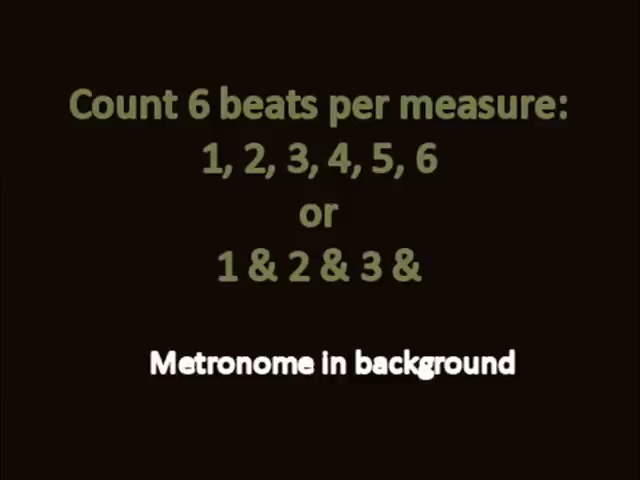 Count 6 beats per measure:
1, 2, 3, 4, 5, 6
or
1 & 2 & 3 &
Metronome in background